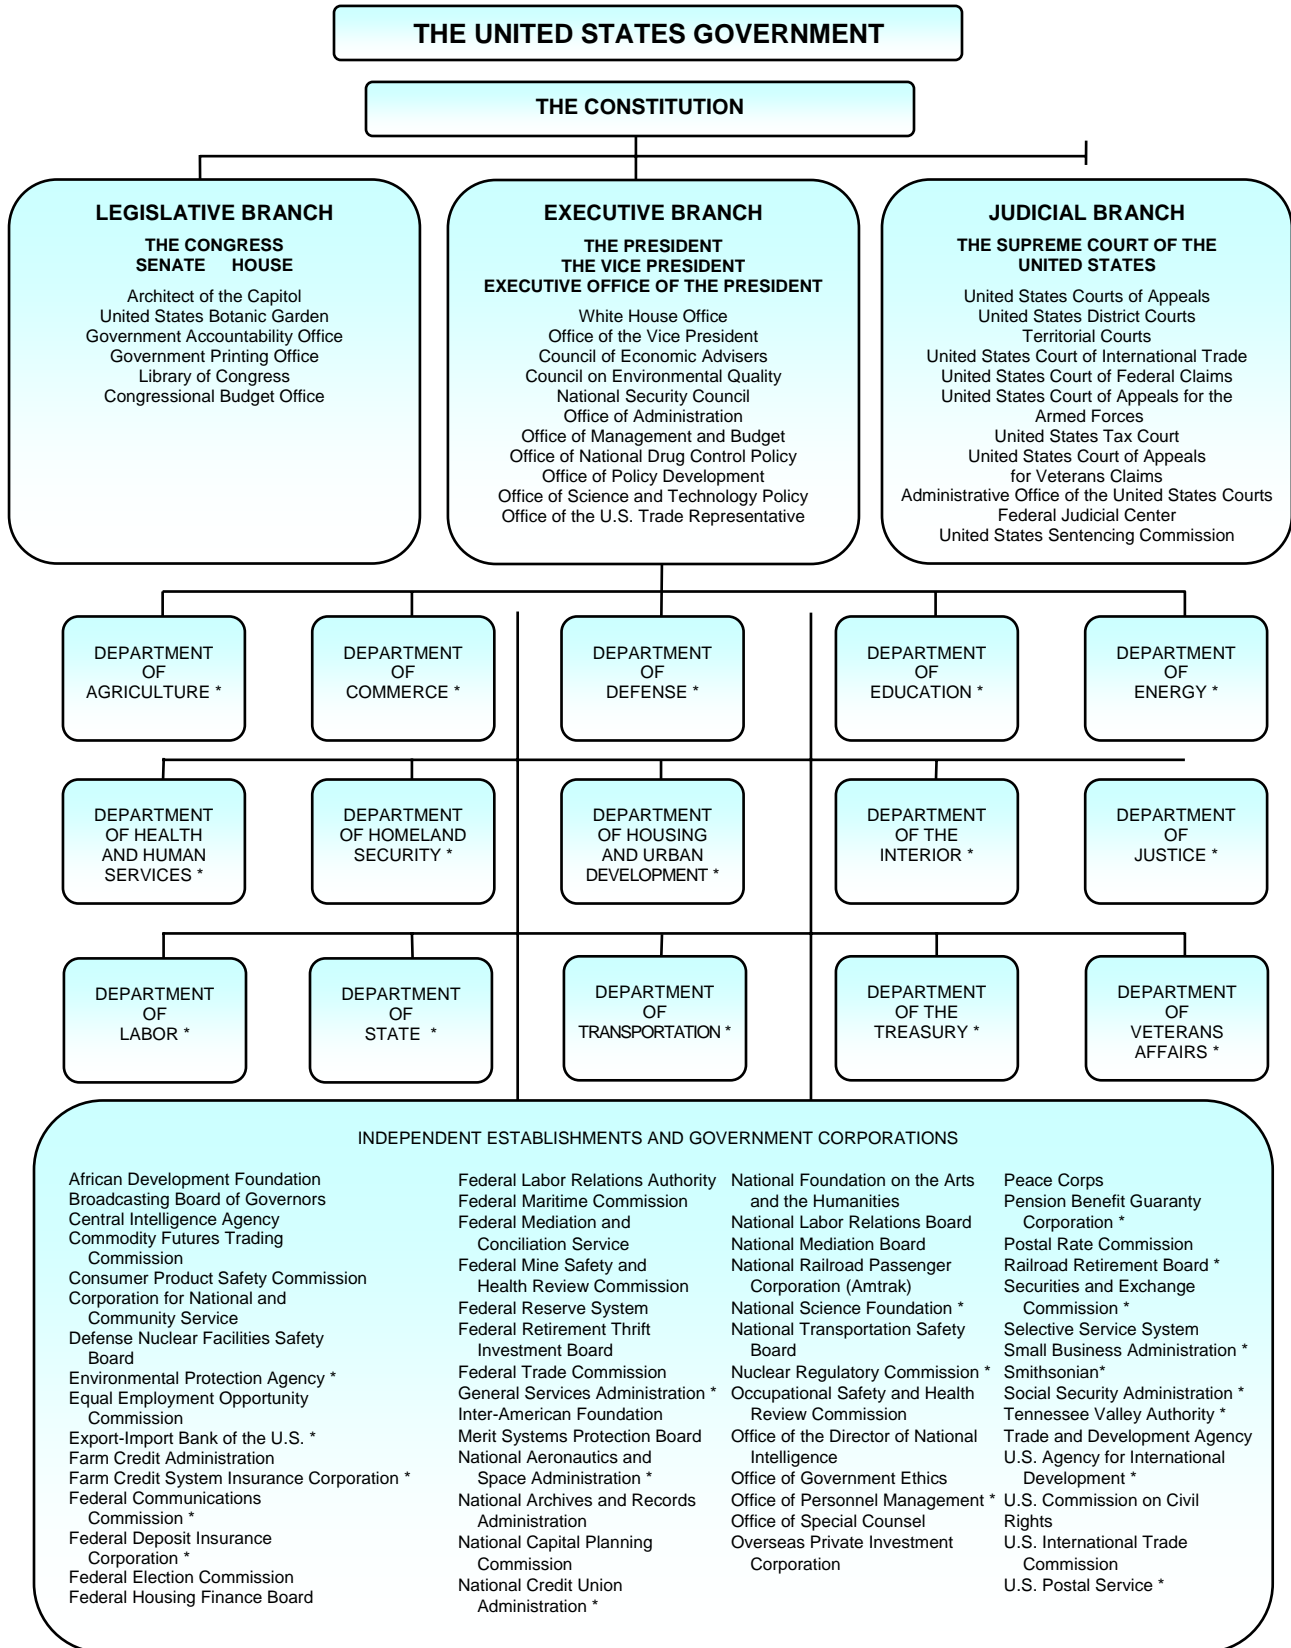 THE UNITED STATES GOVERNMENT
THE CONSTITUTION
LEGISLATIVE BRANCH
THE CONGRESS
SENATE HOUSE
Architect of the Capitol
United States Botanic Garden
Government Accountability Office
Government Printing Office
Library of Congress
Congressional Budget Office
EXECUTIVE BRANCH
THE PRESIDENT
THE VICE PRESIDENT
EXECUTIVE OFFICE OF THE PRESIDENT
White House Office
Office of the Vice President
Council of Economic Advisers
Council on Environmental Quality
National Security Council
Office of Administration
Office of Management and Budget
Office of National Drug Control Policy
Office of Policy Development
Office of Science and Technology Policy
Office of the U.S. Trade Representative
JUDICIAL BRANCH
THE SUPREME COURT OF THE
UNITED STATES
United States Courts of Appeals
United States District Courts
Territorial Courts
United States Court of International Trade
United States Court of Federal Claims
United States Court of Appeals for the
Armed Forces
United States Tax Court
United States Court of Appeals
for Veterans Claims
Administrative Office of the United States Courts
Federal Judicial Center
United States Sentencing Commission
DEPARTMENT
OF
AGRICULTURE *
DEPARTMENT
OF
COMMERCE *
DEPARTMENT
OF
DEFENSE *
DEPARTMENT
OF
EDUCATION *
DEPARTMENT
OF
ENERGY *
DEPARTMENT
OF HEALTH
AND HUMAN
SERVICES *
DEPARTMENT
OF HOMELAND
SECURITY *
DEPARTMENT
OF HOUSING
AND URBAN
DEVELOPMENT *
DEPARTMENT
OF THE
INTERIOR *
DEPARTMENT
OF
JUSTICE *
DEPARTMENT
OF
LABOR *
DEPARTMENT
OF
STATE *
DEPARTMENT
OF
TRANSPORTATION *
DEPARTMENT
OF THE
TREASURY *
DEPARTMENT
OF
VETERANS
AFFAIRS *
INDEPENDENT ESTABLISHMENTS AND GOVERNMENT CORPORATIONS
African Development Foundation
Broadcasting Board of Governors
Central Intelligence Agency
Commodity Futures Trading
Commission
Consumer Product Safety Commission
Corporation for National and
Community Service
Defense Nuclear Facilities Safety
Board
Environmental Protection Agency *
Equal Employment Opportunity
Commission
Export-Import Bank of the U.S. *
Farm Credit Administration
Farm Credit System Insurance Corporation *
Federal Communications
Commission *
Federal Deposit Insurance
Corporation *
Federal Election Commission
Federal Housing Finance Board
Federal Labor Relations Authority
Federal Maritime Commission
Federal Mediation and
Conciliation Service
Federal Mine Safety and
Health Review Commission
Federal Reserve System
Federal Retirement Thrift
Investment Board
Federal Trade Commission
General Services Administration *
Inter-American Foundation
Merit Systems Protection Board
National Aeronautics and
Space Administration *
National Archives and Records
Administration
National Capital Planning
Commission
National Credit Union
Administration *
National Foundation on the Arts
and the Humanities
National Labor Relations Board
National Mediation Board
National Railroad Passenger
Corporation (Amtrak)
National Science Foundation *
National Transportation Safety
Board
Nuclear Regulatory Commission *
Occupational Safety and Health
Review Commission
Office of the Director of National
Intelligence
Office of Government Ethics
Office of Personnel Management *
Office of Special Counsel
Overseas Private Investment
Corporation
Peace Corps
Pension Benefit Guaranty
Corporation *
Postal Rate Commission
Railroad Retirement Board *
Securities and Exchange
Commission *
Selective Service System
Small Business Administration *
Smithsonian*
Social Security Administration *
Tennessee Valley Authority *
Trade and Development Agency
U.S. Agency for International
Development *
U.S. Commission on Civil
Rights
U.S. International Trade
Commission
U.S. Postal Service *